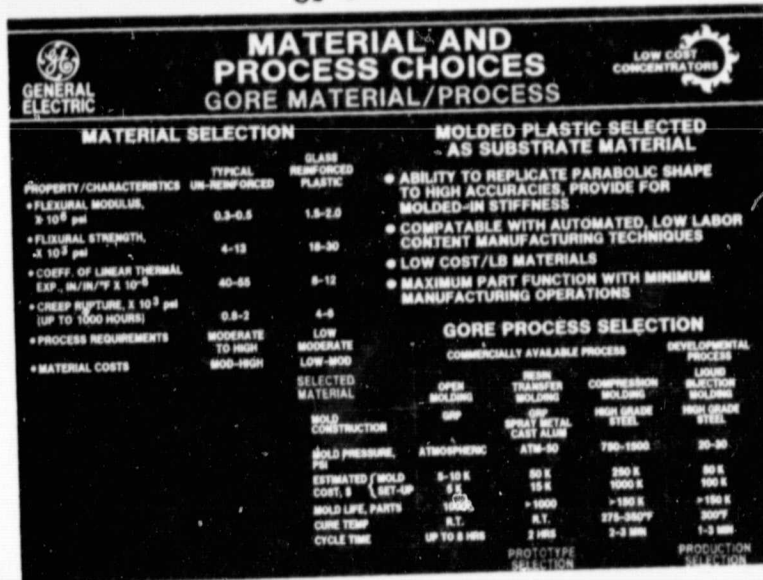 GENERAL
ELECTRIC
MATERIAL AND
PROCESS CHOICES
GORE MATERIAL/PROCESS
LOW COST
CONCENTRATORS
MATERIAL SELECTION
PROPERTY/CHARACTERISTICS
TYPICAL
UN-REINFORCED
GLASS
REINFORCED
PLASTIC
• FLEXURAL MODULUS,
X 10⁶ psi 0.3-0.5 1.5-2.0
• FLIXURAL STRENGTH,
X 10³ psi 4-13 18-30
• COEFF. OF LINEAR THERMAL
EXP., IN/IN/°F X 10⁻⁶ 40-55 8-12
• CREEP RUPTURE, X 10³ psi
(UP TO 1000 HOURS) 0.8-2 4-6
• PROCESS REQUIREMENTS MODERATE LOW
TO HIGH MODERATE
• MATERIAL COSTS MOD-HIGH LOW-MOD
SELECTED
MATERIAL
MOLDED PLASTIC SELECTED
AS SUBSTRATE MATERIAL
• ABILITY TO REPLICATE PARABOLIC SHAPE
TO HIGH ACCURACIES, PROVIDE FOR
MOLDED-IN STIFFNESS
• COMPATABLE WITH AUTOMATED, LOW LABOR
CONTENT MANUFACTURING TECHNIQUES
• LOW COST/LB MATERIALS
• MAXIMUM PART FUNCTION WITH MINIMUM
MANUFACTURING OPERATIONS
GORE PROCESS SELECTION
COMMERCIALLY AVAILABLE PROCESS
DEVELOPMENTAL
PROCESS
OPEN
MOLDING
RESIN
TRANSFER
MOLDING
COMPRESSION
MOLDING
LIQUID
INJECTION
MOLDING
MOLD
CONSTRUCTION
GRP
GRP
SPRAY METAL
CAST ALUM
HIGH GRADE
STEEL
HIGH GRADE
STEEL
MOLD PRESSURE,
PSI
ATMOSPHERIC ATM-50 750-1500 20-30
ESTIMATED { MOLD 5-10 K 50 K 250 K 50 K
COST, $ { SET-UP 5 K 15 K 1000 K 100 K
MOLD LIFE, PARTS 1000 >1000 >150 K >150 K
CURE TEMP R.T. R.T. 275-350°F 300°F
CYCLE TIME UP TO 8 HRS 2 HRS 2-3 MIN 1-3 MIN
PROTOTYPE
SELECTION
PRODUCTION
SELECTION